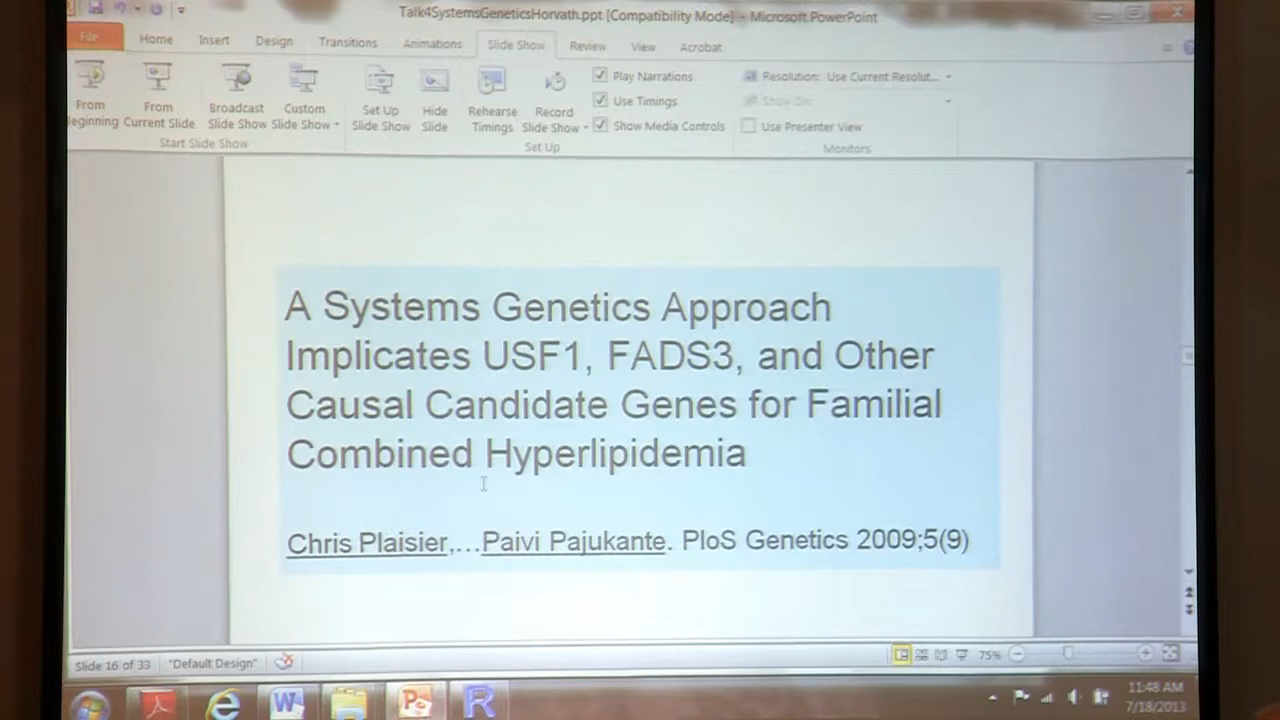 Talk4SystemsGeneticsHorvath.ppt [Compatibility Mode] - Microsoft PowerPoint
File Home Insert Design Transitions Animations Slide Show Review View Acrobat
From Beginning
From Current Slide
Broadcast Slide Show
Custom Slide Show
Set Up Slide Show
Hide Slide
Rehearse Timings
Record Slide Show
Play Narrations
Use Timings
Show Media Controls
Resolution: Use Current Resolut...
Show On:
Use Presenter View
Start Slide Show
Set Up
Monitors
A Systems Genetics Approach
Implicates USF1, FADS3, and Other
Causal Candidate Genes for Familial
Combined Hyperlipidemia
Chris Plaisier,...Paivi Pajukante. PloS Genetics 2009;5(9)
Slide 16 of 33 "Default Design" 75%
11:48 AM
7/18/2013